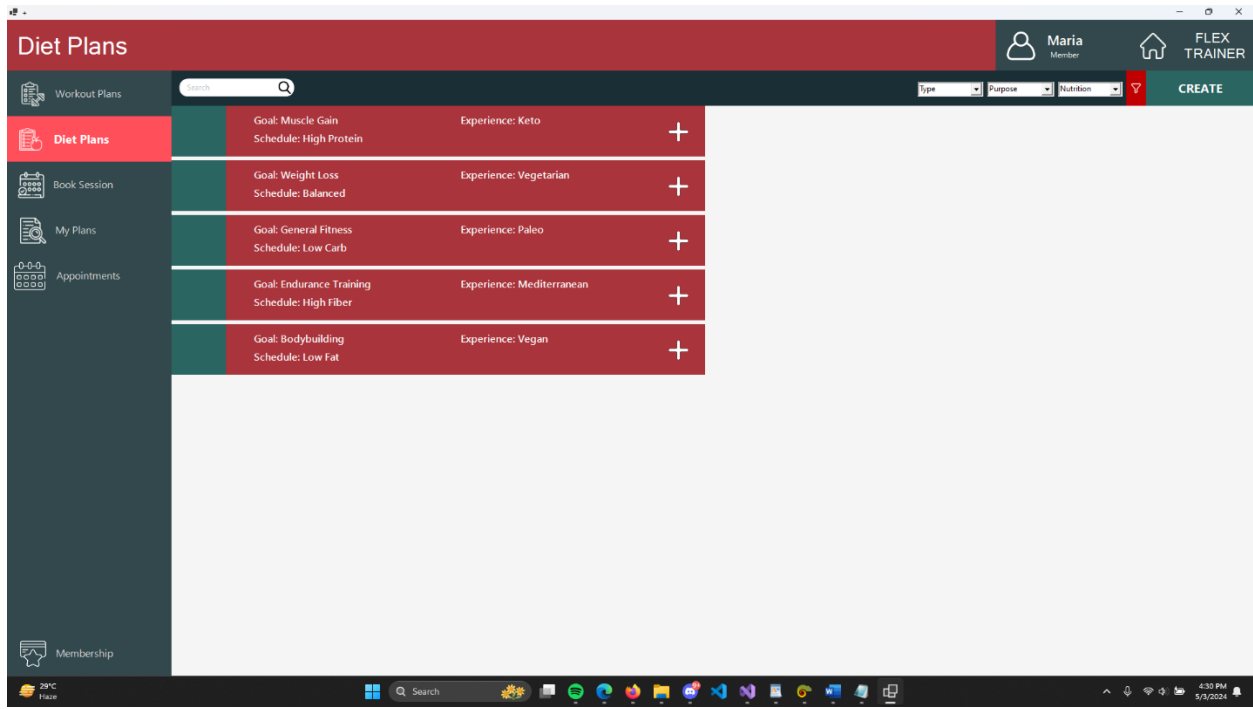 Diet Plans
Maria
Member
FLEX
TRAINER
Workout Plans
Diet Plans
Book Session
My Plans
Appointments
Membership
Search
Type
Purpose
Nutrition
CREATE
Goal: Muscle Gain
Experience: Keto
Schedule: High Protein
Goal: Weight Loss
Experience: Vegetarian
Schedule: Balanced
Goal: General Fitness
Experience: Paleo
Schedule: Low Carb
Goal: Endurance Training
Experience: Mediterranean
Schedule: High Fiber
Goal: Bodybuilding
Experience: Vegan
Schedule: Low Fat
29°C
Haze
Search
4:30 PM
5/3/2024